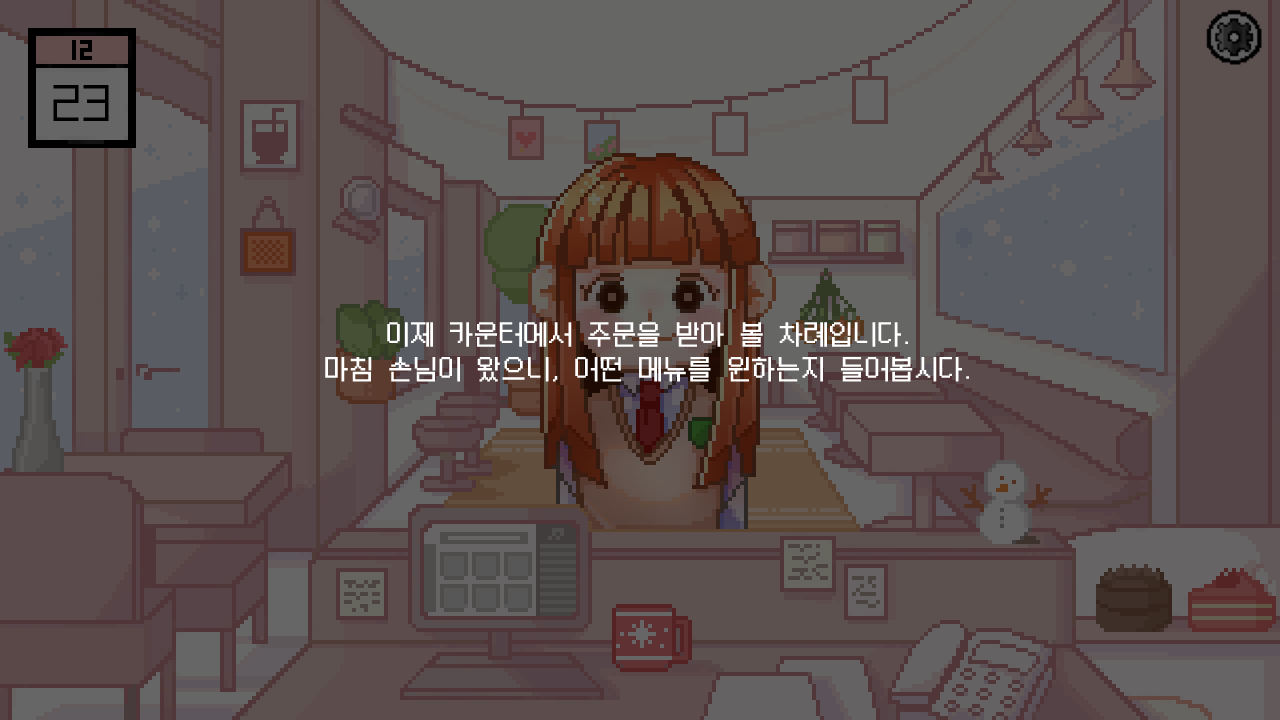 12
23
이제 카운터에서 주문을 받아 볼 차례입니다.
마침 손님이 왔으니, 어떤 메뉴를 원하는지 들어봅시다.